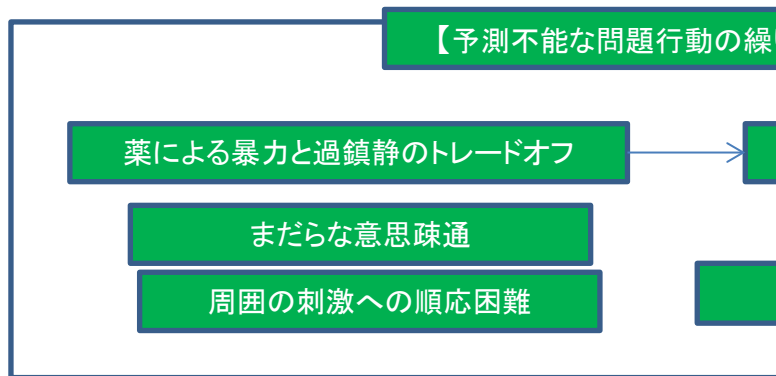 【予測不能な問題行動の繰
薬による暴力と過鎮静のトレードオフ
まだらな意思疎通
周囲の刺激への順応困難